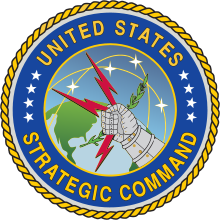 UNITED STATES
STRATEGIC COMMAND